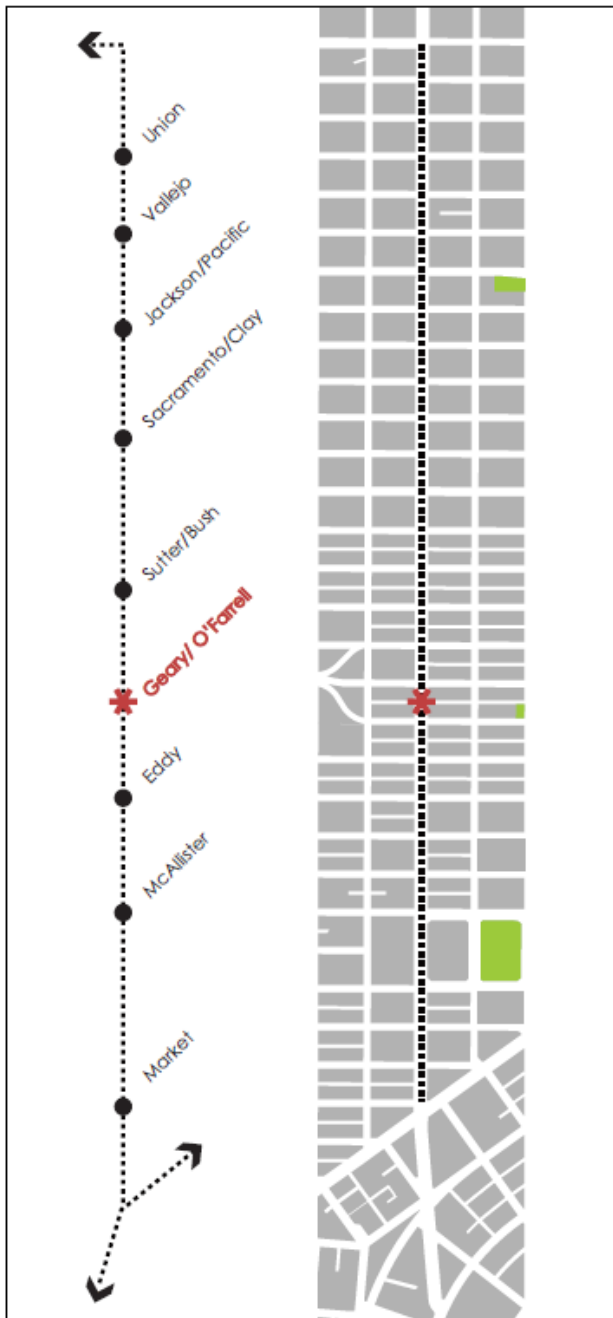 Union
Vallejo
Jackson/Pacific
Sacramento/Clay
Sutter/Bush
Geary/ O'Farrell
Eddy
McAllister
Market